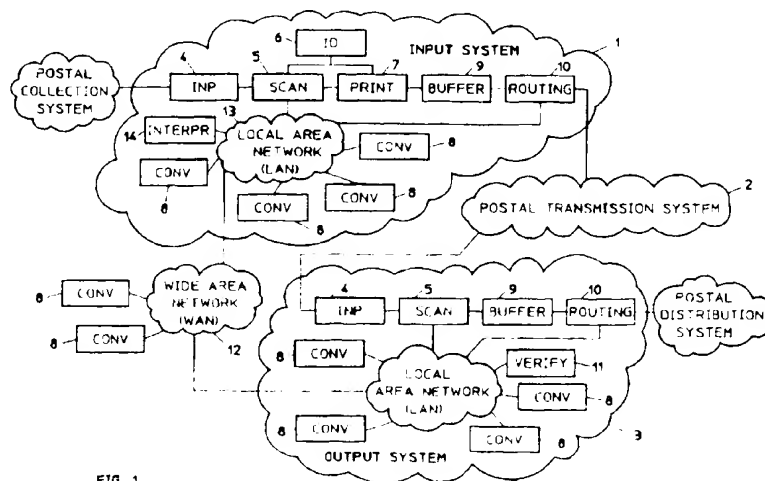 6
ID
INPUT SYSTEM
1
POSTAL
COLLECTION
SYSTEM
4
INP
5
SCAN
7
PRINT
9
BUFFER
10
ROUTING
13
14
INTERPR
LOCAL AREA
NETWORK
(LAN)
CONV
8
CONV
8
CONV
8
CONV
8
2
POSTAL TRANSMISSION SYSTEM
8
CONV
8
CONV
WIDE AREA
NETWORK
(WAN)
12
4
INP
5
SCAN
9
BUFFER
10
ROUTING
POSTAL
DISTRIBUTION
SYSTEM
8
CONV
VERIFY
11
LOCAL
AREA NETWORK
(LAN)
CONV
8
8
CONV
CONV
8
3
OUTPUT SYSTEM
FIG. 1